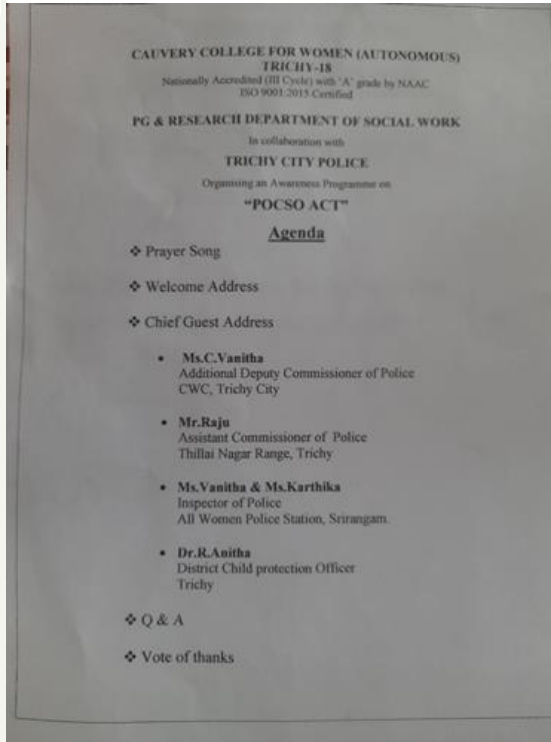 CAUVERY COLLEGE FOR WOMEN (AUTONOMOUS)
TRICHY-18
Nationally Accredited (III Cycle) with 'A' grade by NAAC
ISO 9001:2015 Certified
PG & RESEARCH DEPARTMENT OF SOCIAL WORK
In collaboration with
TRICHY CITY POLICE
Organising an Awareness Programme on
"POCSO ACT"
Agenda
❖ Prayer Song
❖ Welcome Address
❖ Chief Guest Address
• Ms.C.Vanitha
Additional Deputy Commissioner of Police
CWC, Trichy City
• Mr.Raju
Assistant Commissioner of Police
Thillai Nagar Range, Trichy
• Ms.Vanitha & Ms.Karthika
Inspector of Police
All Women Police Station, Srirangam.
• Dr.R.Anitha
District Child protection Officer
Trichy
❖ Q & A
❖ Vote of thanks